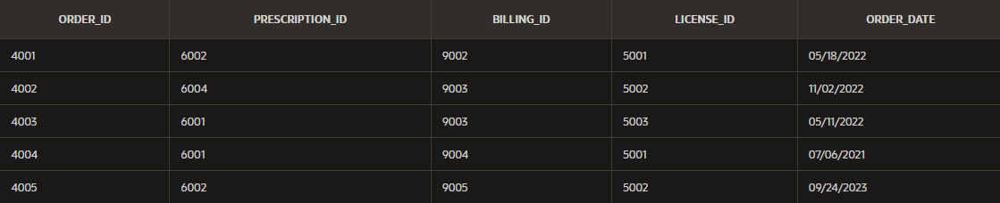 ORDER_ID PRESCRIPTION_ID BILLING_ID LICENSE_ID ORDER_DATE
4001 6002 9002 5001 05/18/2022
4002 6004 9003 5002 11/02/2022
4003 6001 9003 5003 05/11/2022
4004 6001 9004 5001 07/06/2021
4005 6002 9005 5002 09/24/2023